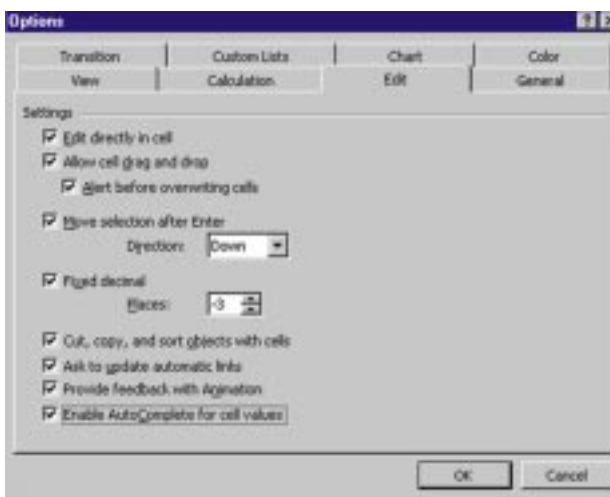 Options
Transition Custom Lists Chart Color
View Calculation Edit General
Settings
Edit directly in cell
Allow cell drag and drop
Alert before overwriting cells
Move selection after Enter
Direction: Down
Fixed decimal
Places: -3
Cut, copy, and sort objects with cells
Ask to update automatic links
Provide feedback with Animation
Enable AutoComplete for cell values
OK Cancel